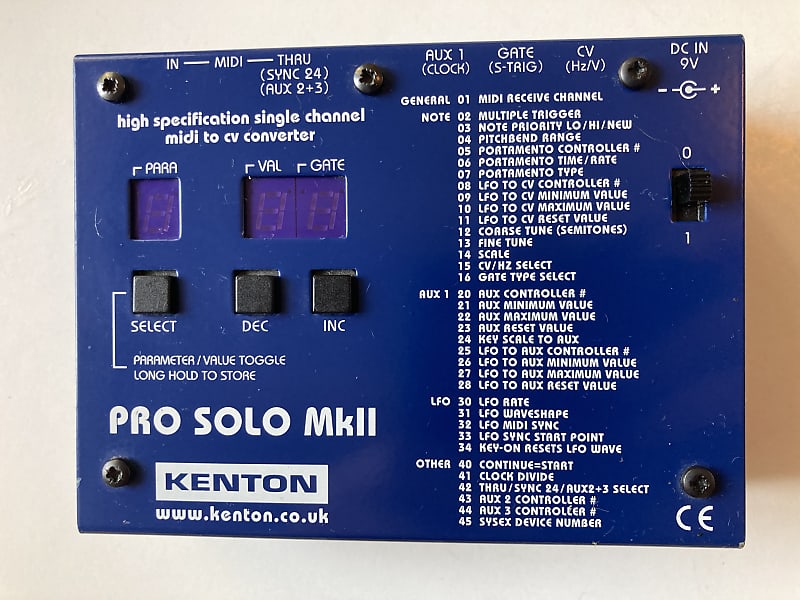 IN — MIDI — THRU
(SYNC 24)
(AUX 2+3)
AUX 1
(CLOCK)
GATE
(S-TRIG)
CV
(Hz/V)
DC IN
9V
- +
high specification single channel
midi to cv converter
PARA
VAL
GATE
SELECT
DEC
INC
PARAMETER/VALUE TOGGLE
LONG HOLD TO STORE
PRO SOLO MkII
KENTON
www.kenton.co.uk
GENERAL 01 MIDI RECEIVE CHANNEL
NOTE 02 MULTIPLE TRIGGER
03 NOTE PRIORITY LO/HI/NEW
04 PITCHBEND RANGE
05 PORTAMENTO CONTROLLER #
06 PORTAMENTO TIME/RATE
07 PORTAMENTO TYPE
08 LFO TO CV CONTROLLER #
09 LFO TO CV MINIMUM VALUE
10 LFO TO CV MAXIMUM VALUE
11 LFO TO CV RESET VALUE
12 COARSE TUNE (SEMITONES)
13 FINE TUNE
14 SCALE
15 CV/HZ SELECT
16 GATE TYPE SELECT
AUX 1 20 AUX CONTROLLER #
21 AUX MINIMUM VALUE
22 AUX MAXIMUM VALUE
23 AUX RESET VALUE
24 KEY SCALE TO AUX
25 LFO TO AUX CONTROLLER #
26 LFO TO AUX MINIMUM VALUE
27 LFO TO AUX MAXIMUM VALUE
28 LFO TO AUX RESET VALUE
LFO 30 LFO RATE
31 LFO WAVESHAPE
32 LFO MIDI SYNC
33 LFO SYNC START POINT
34 KEY-ON RESETS LFO WAVE
OTHER 40 CONTINUE=START
41 CLOCK DIVIDE
42 THRU/SYNC 24/AUX2+3 SELECT
43 AUX 2 CONTROLLER #
44 AUX 3 CONTROLLER #
45 SYSEX DEVICE NUMBER
0
1
CE